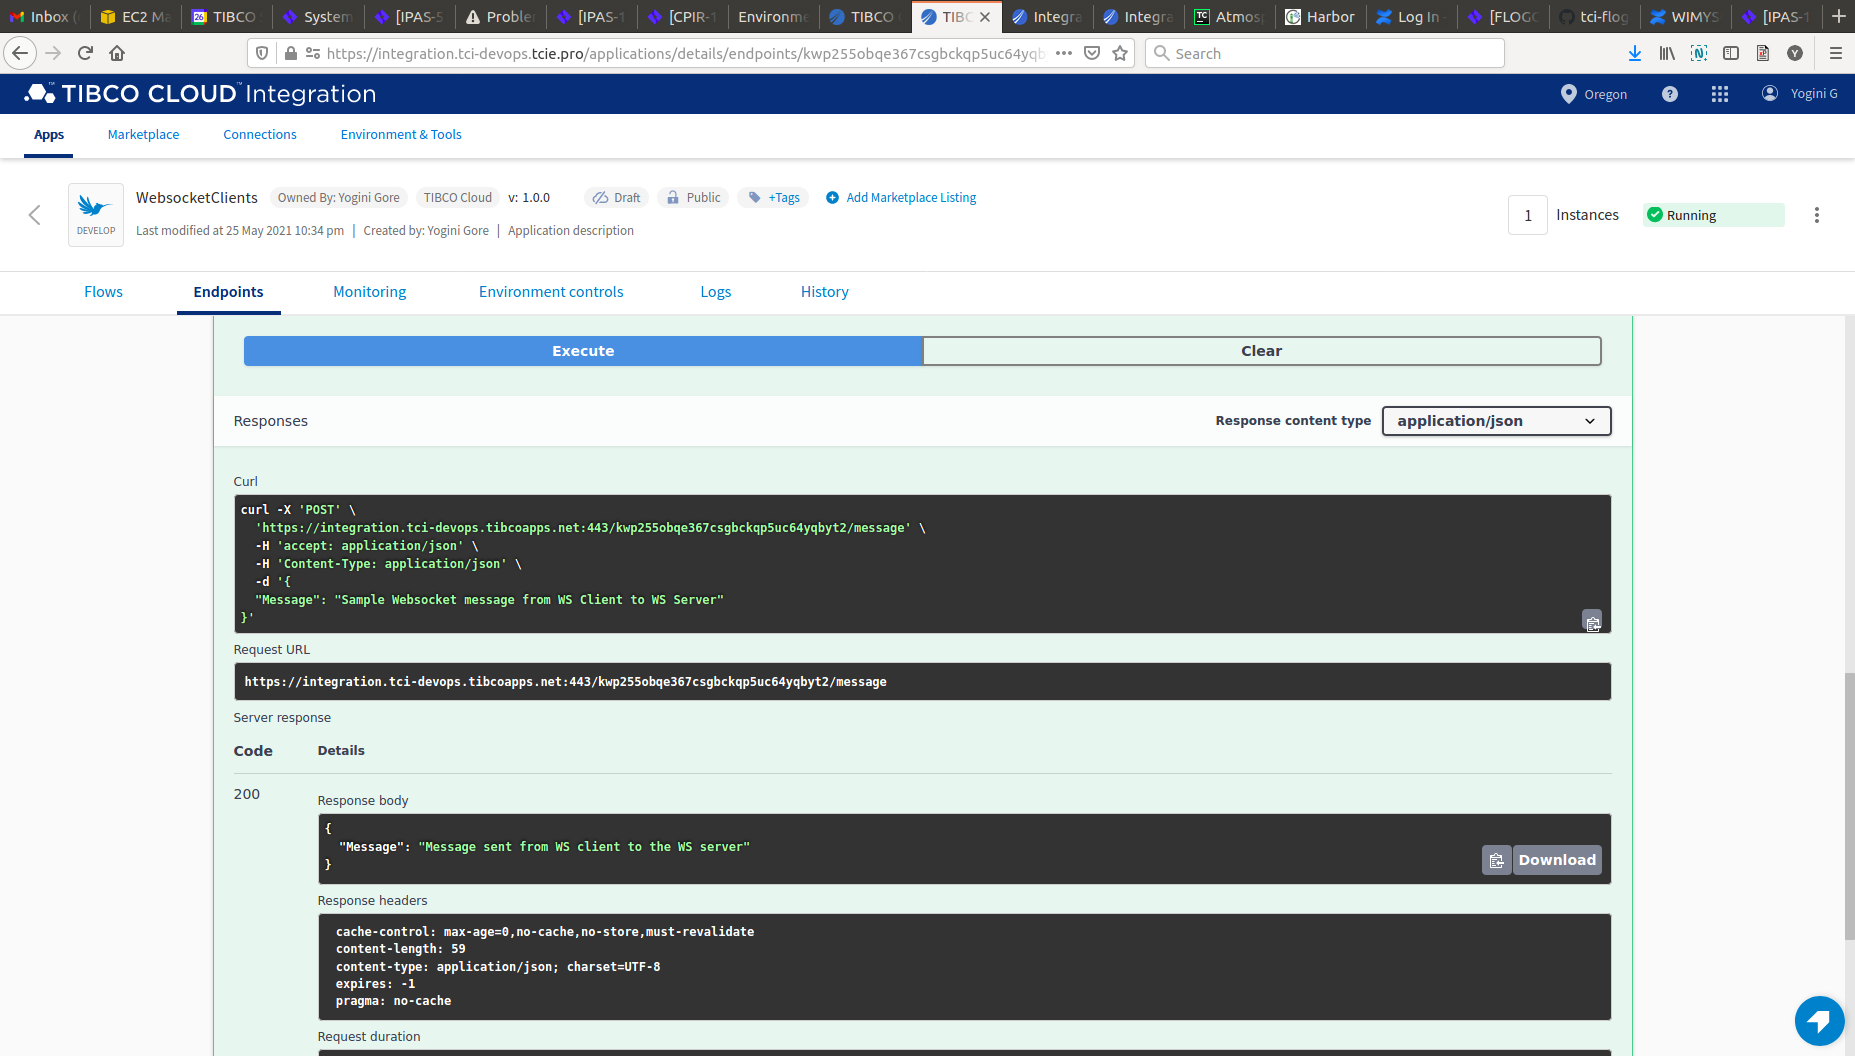 Inbox (
EC2 Ma
26
TIBCO
System
[IPAS-5
Proble
[IPAS-1
[CPIR-1
Environme
TIBCO
TIBC
Integra
Integra
TC
Atmos
Harbor
Log In
[FLOGO
tci-flog
WIMYS
[IPAS-1
https://integration.tci-devops.tcie.pro/applications/details/endpoints/kwp255obqe367csgbckqp5uc64yqb
Search
Y
TIBCO CLOUD™ Integration
Oregon
?
Yogini G
Apps
Marketplace
Connections
Environment & Tools
DEVELOP
WebsocketClients
Owned By: Yogini Gore
TIBCO Cloud
v: 1.0.0
Draft
Public
+Tags
Add Marketplace Listing
Last modified at 25 May 2021 10:34 pm | Created by: Yogini Gore | Application description
1
Instances
Running
Flows
Endpoints
Monitoring
Environment controls
Logs
History
Execute
Clear
Responses
Response content type
application/json
Curl
curl -X 'POST' \
'https://integration.tci-devops.tibcoapps.net:443/kwp255obqe367csgbckqp5uc64yqbyt2/message' \
-H 'accept: application/json' \
-H 'Content-Type: application/json' \
-d '{
"Message": "Sample Websocket message from WS Client to WS Server"
}'
Request URL
https://integration.tci-devops.tibcoapps.net:443/kwp255obqe367csgbckqp5uc64yqbyt2/message
Server response
Code
Details
200
Response body
{
"Message": "Message sent from WS client to the WS server"
}
Download
Response headers
cache-control: max-age=0,no-cache,no-store,must-revalidate
content-length: 59
content-type: application/json; charset=UTF-8
expires: -1
pragma: no-cache
Request duration